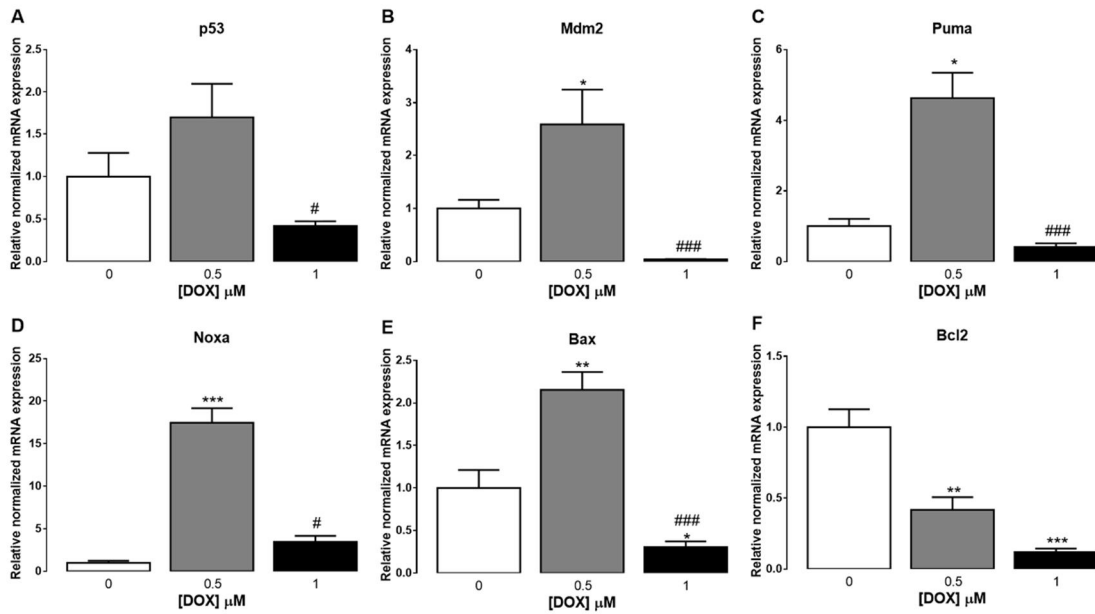 A
p53
Relative normalized mRNA expression
2.5
2.0
1.5
1.0
0.5
0.0
#
0
0.5
1
[DOX] μM
B
Mdm2
Relative normalized mRNA expression
4
3
2
1
0
*
###
0
0.5
1
[DOX] μM
C
Puma
Relative normalized mRNA expression
6
4
2
0
*
###
0
0.5
1
[DOX] μM
D
Noxa
Relative normalized mRNA expression
25
20
15
10
5
0
***
#
0
0.5
1
[DOX] μM
E
Bax
Relative normalized mRNA expression
2.5
2.0
1.5
1.0
0.5
0.0
**
###
*
0
0.5
1
[DOX] μM
F
Bcl2
Relative normalized mRNA expression
1.5
1.0
0.5
0.0
**
***
0
0.5
1
[DOX] μM